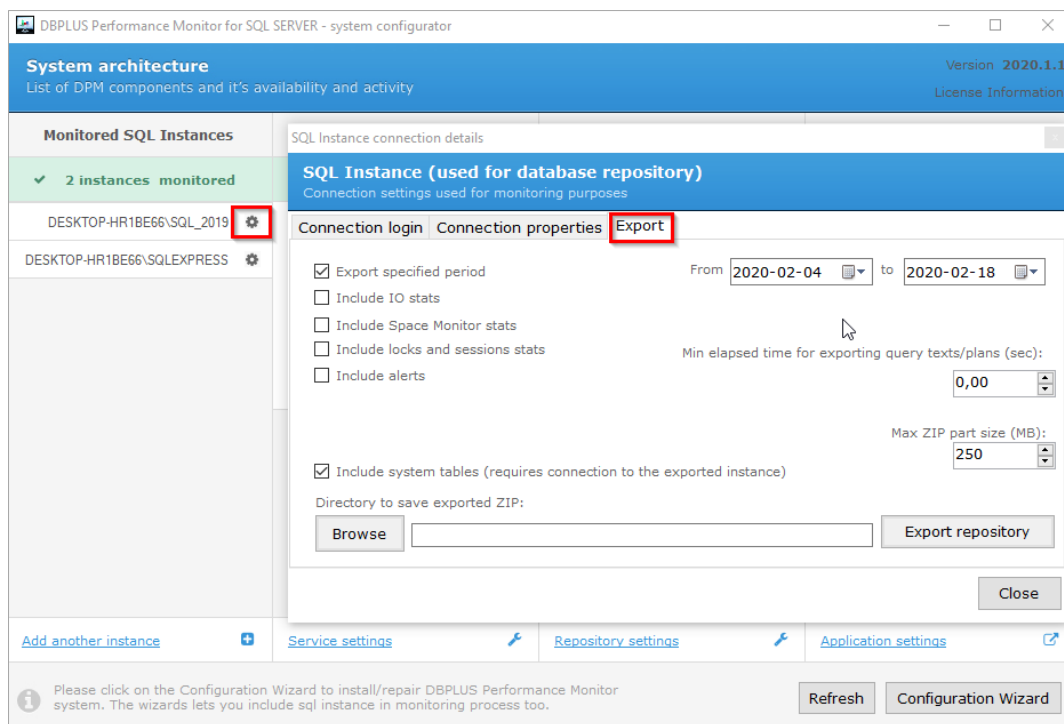 DBPLUS Performance Monitor for SQL SERVER - system configurator
System architecture
List of DPM components and it's availability and activity
Version 2020.1.1
License Information
Monitored SQL Instances
2 instances monitored
DESKTOP-HR1BE66\SQL_2019
DESKTOP-HR1BE66\SQLEXPRESS
SQL Instance connection details
SQL Instance (used for database repository)
Connection settings used for monitoring purposes
Connection login Connection properties Export
Export specified period
From 2020-02-04 to 2020-02-18
Include IO stats
Include Space Monitor stats
Include locks and sessions stats
Min elapsed time for exporting query texts/plans (sec):
Include alerts
0,00
Max ZIP part size (MB):
250
Include system tables (requires connection to the exported instance)
Directory to save exported ZIP:
Browse
Export repository
Close
Add another instance
Service settings
Repository settings
Application settings
Please click on the Configuration Wizard to install/repair DBPLUS Performance Monitor
system. The wizards lets you include sql instance in monitoring process too.
Refresh
Configuration Wizard